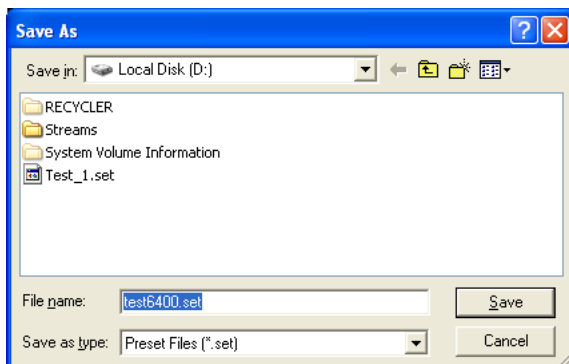 Save As
Save in: Local Disk (D:)
RECYCLER
Streams
System Volume Information
Test_1.set
File name: test6400.set Save
Save as type: Preset Files (*.set) Cancel